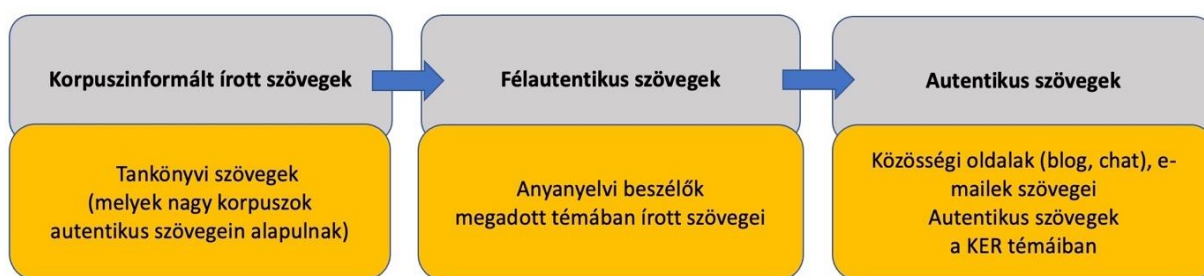 Korpuszinformált írott szövegek
Tankönyvi szövegek
(melyek nagy korpuszok
autentikus szövegein alapulnak)
Félautentikus szövegek
Anyanyelvi beszélők
megadott témában írott szövegei
Autentikus szövegek
Közösségi oldalak (blog, chat), e-
mailek szövegei
Autentikus szövegek
a KER témáiban